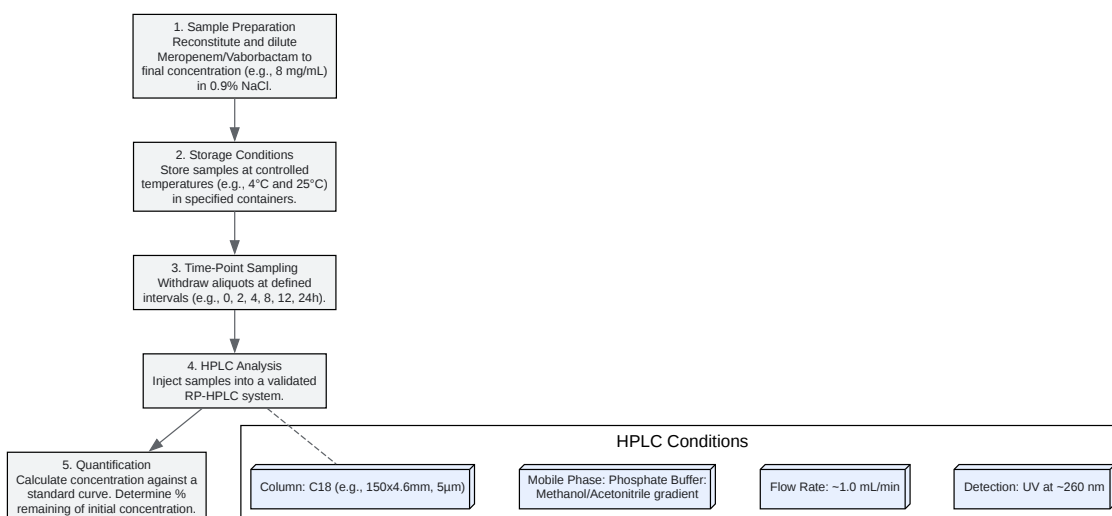 1. Sample Preparation
Reconstitute and dilute
Meropenem/Vaborbactam to
final concentration (e.g., 8 mg/mL)
in 0.9% NaCl.
2. Storage Conditions
Store samples at controlled
temperatures (e.g., 4°C and 25°C)
in specified containers.
3. Time-Point Sampling
Withdraw aliquots at defined
intervals (e.g., 0, 2, 4, 8, 12, 24h).
4. HPLC Analysis
Inject samples into a validated
RP-HPLC system.
5. Quantification
Calculate concentration against a
standard curve. Determine %
remaining of initial concentration.
HPLC Conditions
Column: C18 (e.g., 150x4.6mm, 5µm)
Mobile Phase: Phosphate Buffer:
Methanol/Acetonitrile gradient
Flow Rate: ~1.0 mL/min
Detection: UV at ~260 nm